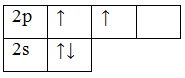 2p ↑ ↑
2s ↑↓